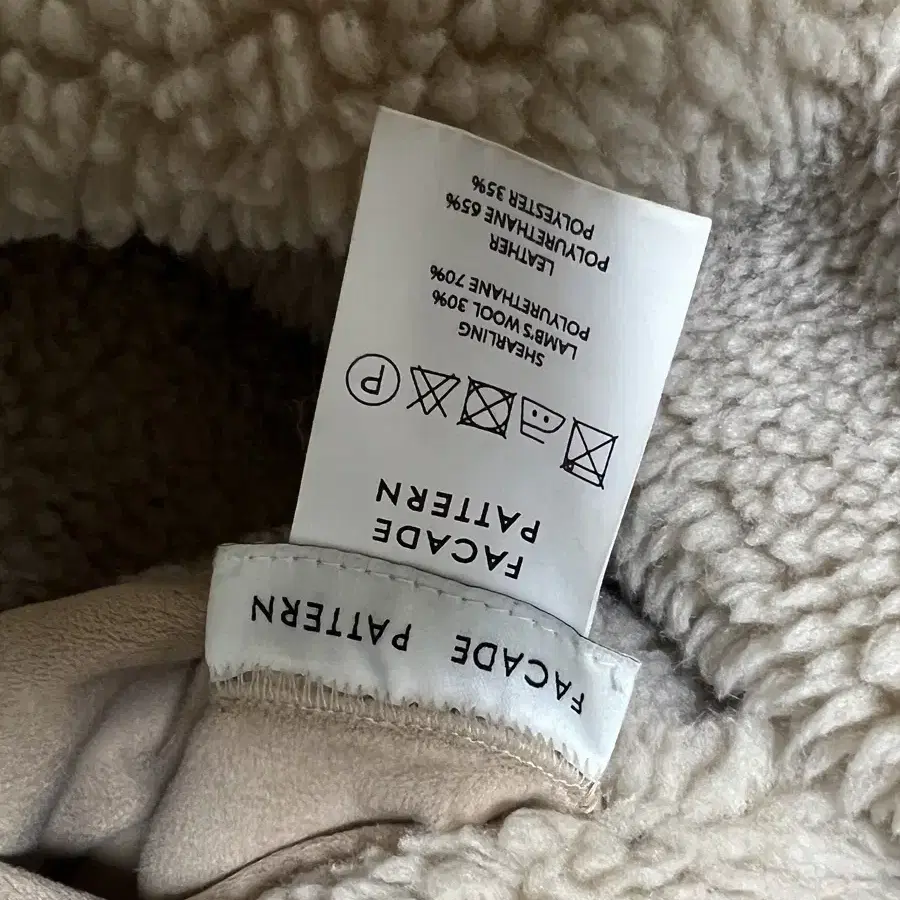 FACADE PATTERN
FACADE
PATTERN
P
SHEARLING
LAMB'S WOOL 30%
POLYURETHANE 70%
LEATHER
POLYURETHANE 65%
POLYESTER 35%